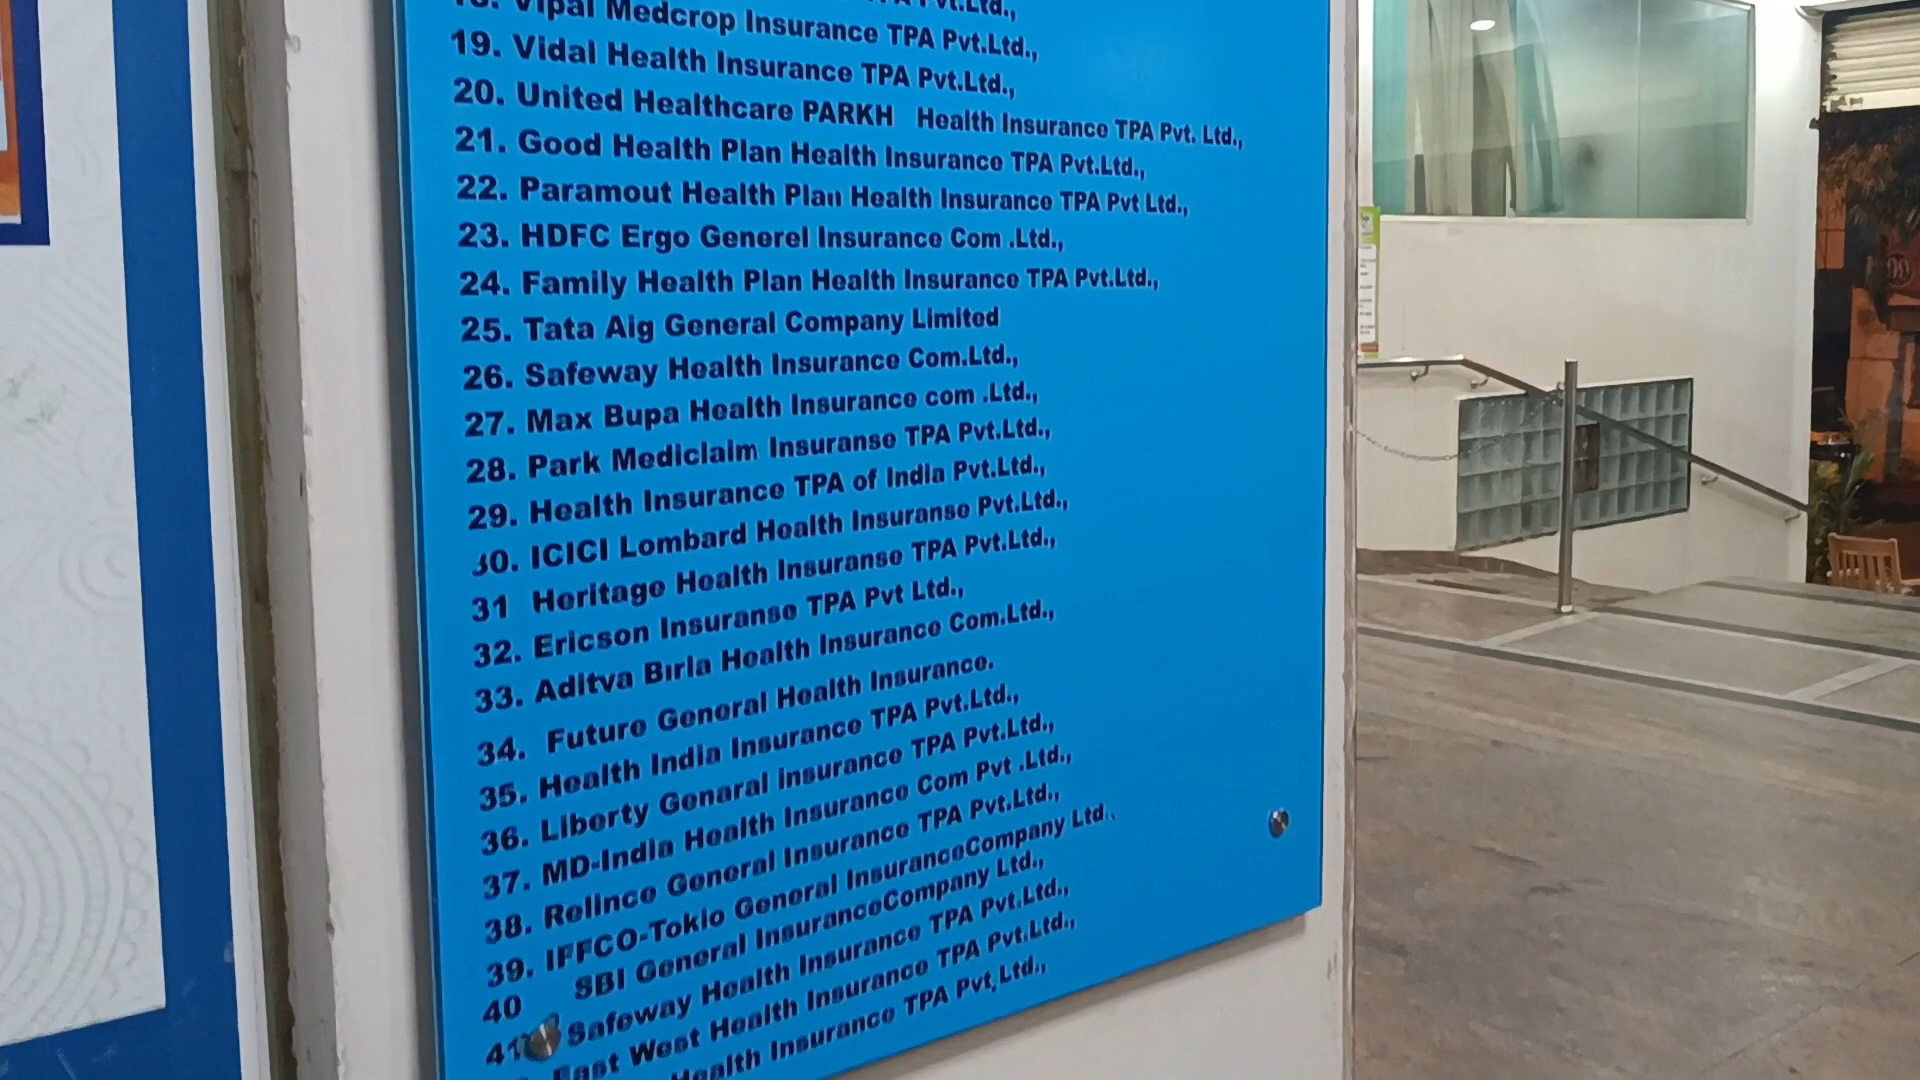 Pvt.Ltd.,
18. Vipal Medcrop Insurance TPA Pvt.Ltd.,
19. Vidal Health Insurance TPA Pvt.Ltd.,
20. United Healthcare PARKH Health Insurance TPA Pvt. Ltd.,
21. Good Health Plan Health Insurance TPA Pvt.Ltd.,
22. Paramout Health Plan Health Insurance TPA Pvt Ltd.,
23. HDFC Ergo Generel Insurance Com .Ltd.,
24. Family Health Plan Health Insurance TPA Pvt.Ltd.,
25. Tata Aig General Company Limited
26. Safeway Health Insurance Com.Ltd.,
27. Max Bupa Health Insurance com .Ltd.,
28. Park Mediclaim Insuranse TPA Pvt.Ltd.,
29. Health Insurance TPA of India Pvt.Ltd.,
30. ICICI Lombard Health Insuranse Pvt.Ltd.,
31 Heritage Health Insuranse TPA Pvt.Ltd.,
32. Ericson Insuranse TPA Pvt Ltd.,
33. Aditva Birla Health Insurance Com.Ltd.,
34. Future General Health Insurance.
35. Health India Insurance TPA Pvt.Ltd.,
36. Liberty Genaral insurance TPA Pvt.Ltd.,
37. MD-India Health Insurance Com Pvt .Ltd.,
38. Relince General Insurance TPA Pvt.Ltd.,
39. IFFCO-Tokio General InsuranceCompany Ltd.,
40 SBI General InsuranceCompany Ltd.,
41 Safeway Health Insurance TPA Pvt.Ltd.,
East West Health Insurance TPA Pvt.Ltd.,
Health Insurance TPA Pvt,Ltd.,